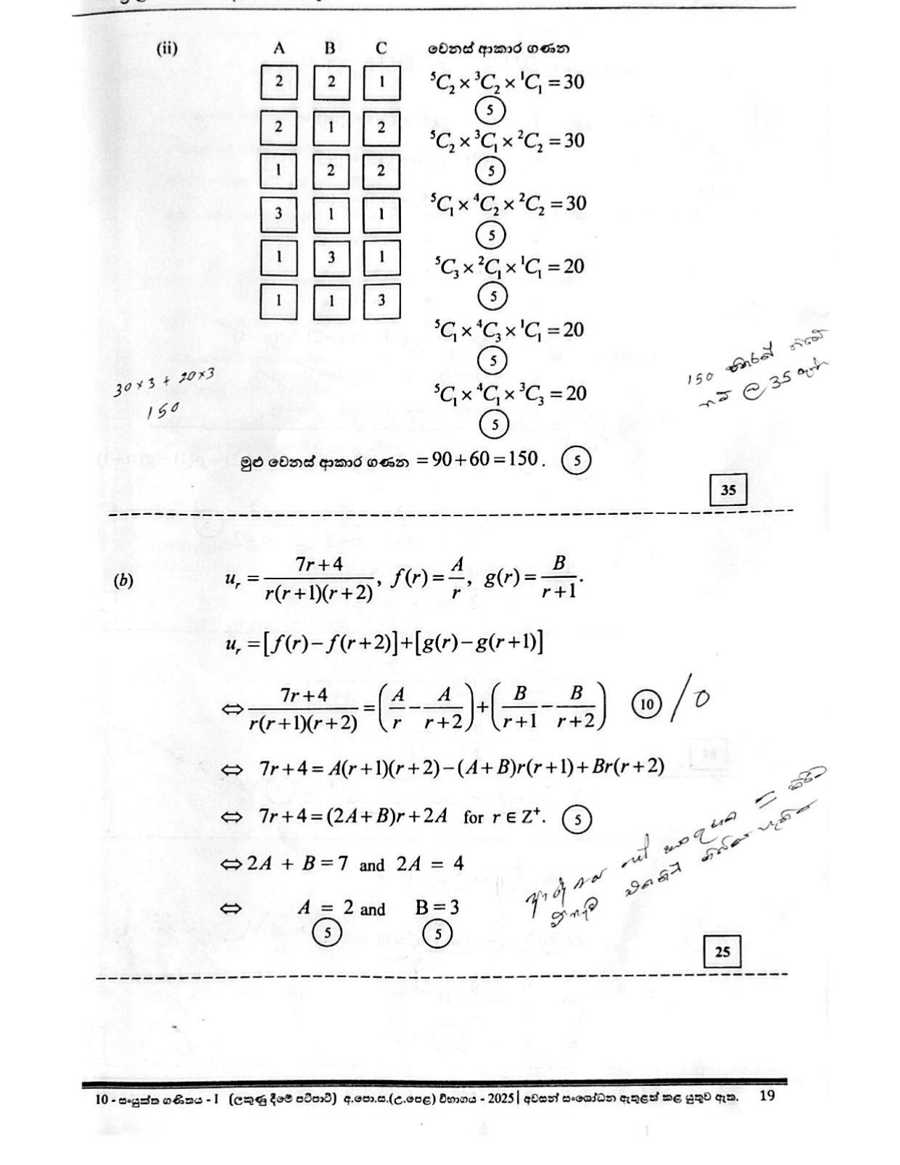 (ii) A B C වෙනස් ආකාර ගණන
2 2 1 ⁵C₂ × ³C₂ × ¹C₁ = 30
5
2 1 2 ⁵C₂ × ³C₁ × ²C₂ = 30
5
1 2 2
3 1 1 ⁵C₁ × ⁴C₂ × ²C₂ = 30
5
1 3 1 ⁵C₃ × ²C₁ × ¹C₁ = 20
5
1 1 3
⁵C₁ × ⁴C₃ × ¹C₁ = 20
5
⁵C₁ × ⁴C₁ × ³C₃ = 20
5
30 × 3 + 20 × 3
150
150
35
මුළු වෙනස් ආකාර ගණන = 90 + 60 = 150 . 5
35
(b) uᵣ = (7r + 4)/(r(r + 1)(r + 2)), f(r) = A/r, g(r) = B/(r + 1).
uᵣ = [f(r) − f(r + 2)] + [g(r) − g(r + 1)]
⇔ (7r + 4)/(r(r + 1)(r + 2)) = (A/r − A/(r + 2)) + (B/(r + 1) − B/(r + 2)) 10 / 0
⇔ 7r + 4 = A(r + 1)(r + 2) − (A + B)r(r + 1) + Br(r + 2)
⇔ 7r + 4 = (2A + B)r + 2A for r ∈ Z⁺. 5
⇔ 2A + B = 7 and 2A = 4
⇔ A = 2 and B = 3
5 5
25
10 - සංයුක්ත ගණිතය - I (ලකුණු දීමේ පටිපාටි) අ.පො.ස.(උ.පෙළ) විභාගය - 2025 | අවසන් සංශෝධන ඇතුළත් කළ යුතුව ඇත. 19